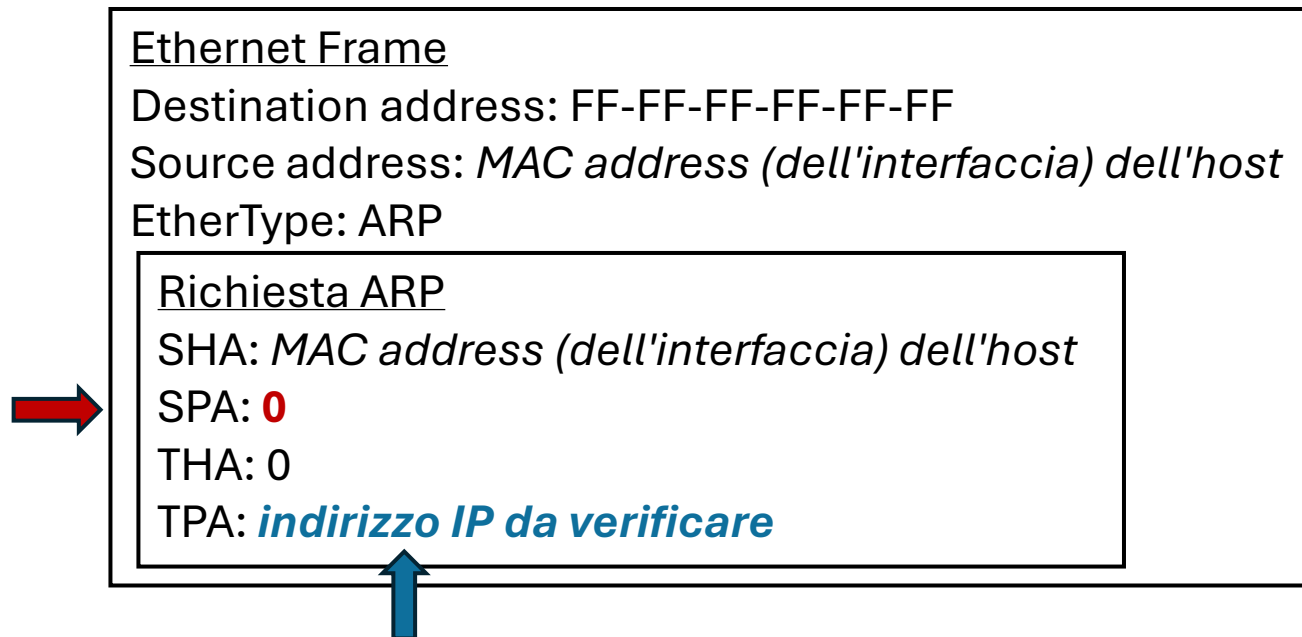 Ethernet Frame
Destination address: FF-FF-FF-FF-FF-FF
Source address: MAC address (dell'interfaccia) dell'host
EtherType: ARP
Richiesta ARP
SHA: MAC address (dell'interfaccia) dell'host
SPA: 0
THA: 0
TPA: indirizzo IP da verificare